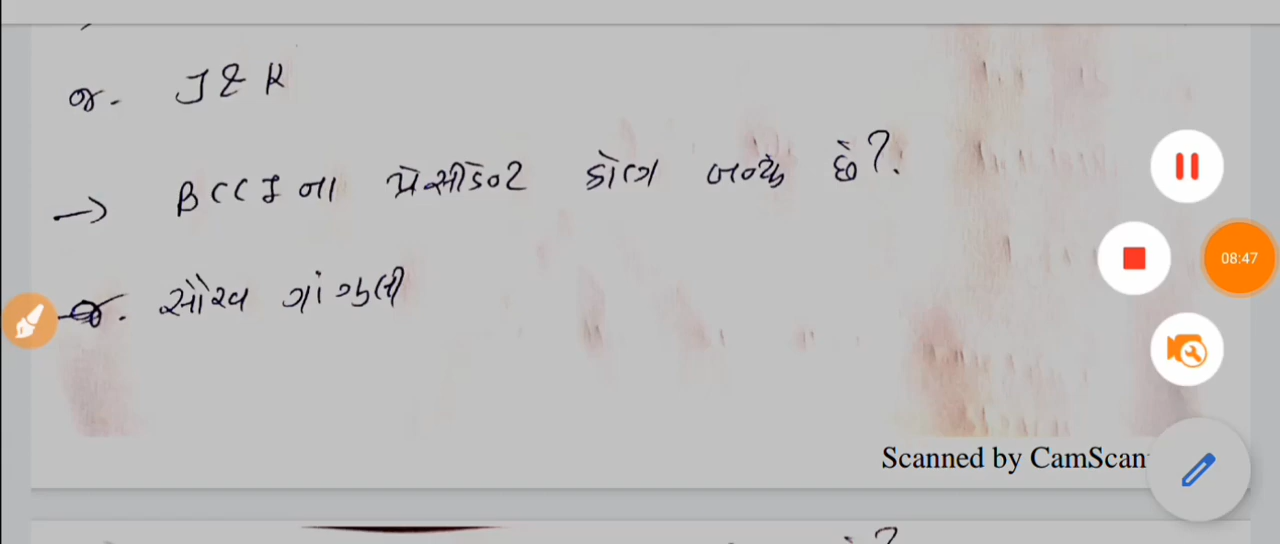 જ. J & K
→ BCCI ના પ્રેસીડેન્ટ કોણ બન્યા છે?
જ. સૌરવ ગાંગુલી
Scanned by CamScan
08:47